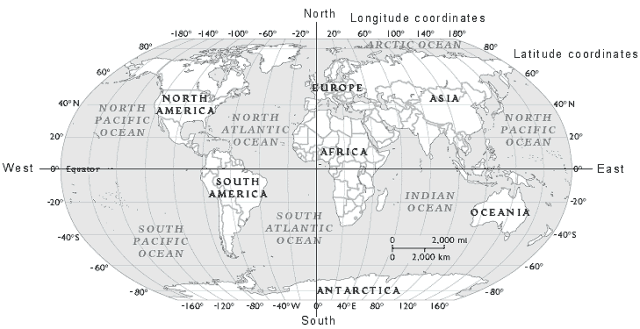 North
Longitude coordinates
-180° -140° -100° -60° -20° 20° 60° 100° 140° 180°
80° ARCTIC OCEAN 80°
Latitude coordinates
60° 60°
EUROPE
ASIA
40° N NORTH AMERICA 40° N
NORTH PACIFIC OCEAN
NORTH ATLANTIC OCEAN
NORTH PACIFIC OCEAN
20° 20°
AFRICA
West Equator 0° 0° East
SOUTH AMERICA
INDIAN OCEAN
-20° -20°
OCEANIA
SOUTH PACIFIC OCEAN
SOUTH ATLANTIC OCEAN
-40°S -40°S
0 2,000 mi
0 2,000 km
-60° -60°
-80° ANTARCTICA -80°
-160° -120° -80° -40°W 0° 40°E 80° 120° 160°
South